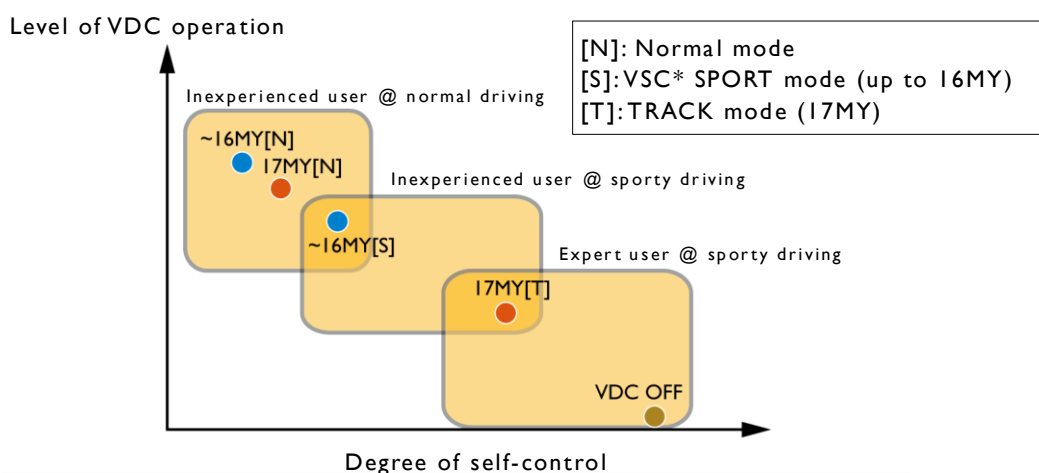 Level of VDC operation
[N]: Normal mode
[S]: VSC* SPORT mode (up to 16MY)
[T]: TRACK mode (17MY)
Inexperienced user @ normal driving
~16MY[N]
17MY[N]
Inexperienced user @ sporty driving
~16MY[S]
Expert user @ sporty driving
17MY[T]
VDC OFF
Degree of self-control